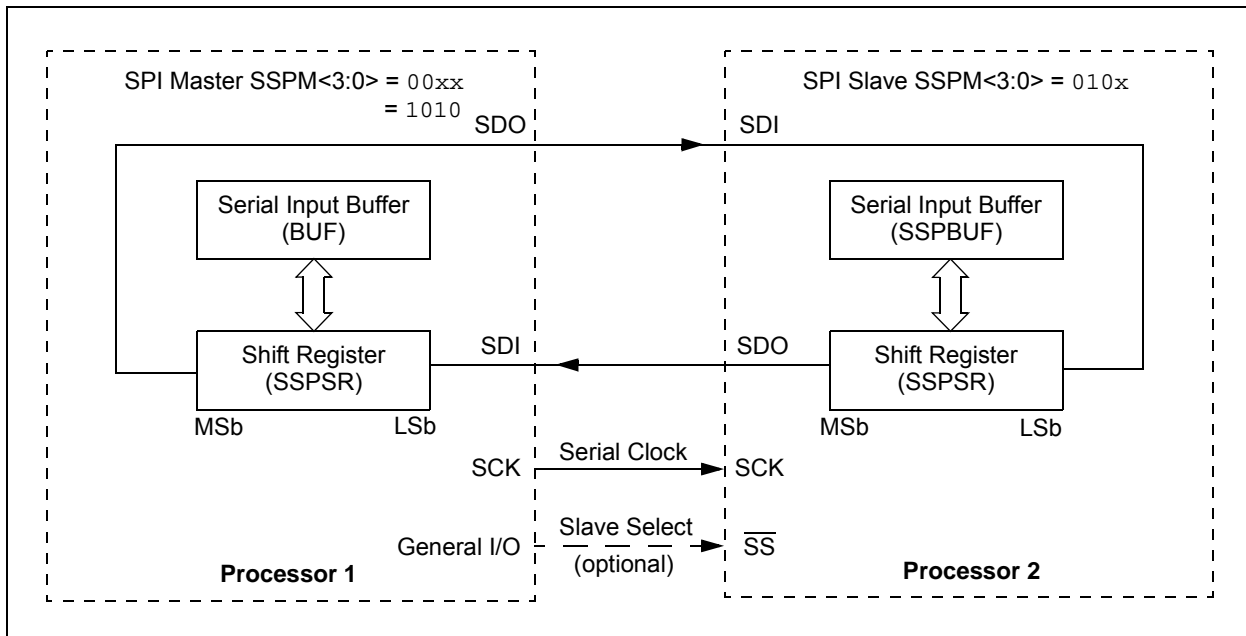 SPI Master SSPM<3:0> = 00xx
= 1010
SDO
Serial Input Buffer
(BUF)
Shift Register
(SSPSR)
MSb
LSb
SDI
SCK
General I/O
Processor 1
Serial Clock
Slave Select
(optional)
SPI Slave SSPM<3:0> = 010x
SDI
Serial Input Buffer
(SSPBUF)
SDO
Shift Register
(SSPSR)
MSb
LSb
SCK
S̅S̅
Processor 2